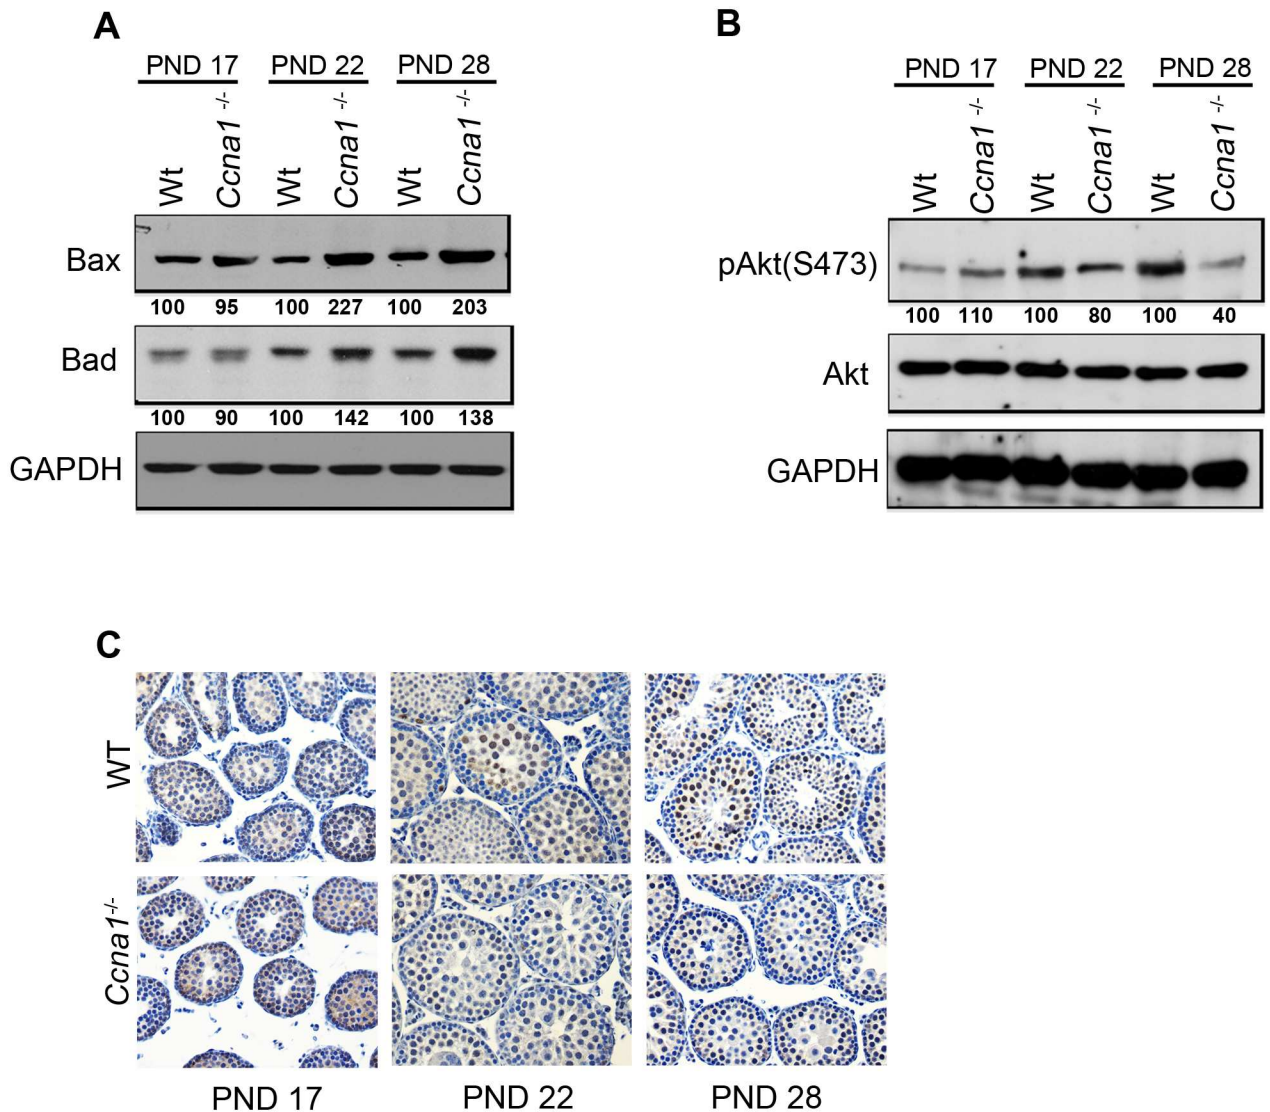 A
PND 17 PND 22 PND 28
Wt Ccna1 -/- Wt Ccna1 -/- Wt Ccna1 -/-
Bax
100 95 100 227 100 203
Bad
100 90 100 142 100 138
GAPDH
B
PND 17 PND 22 PND 28
Wt Ccna1 -/- Wt Ccna1 -/- Wt Ccna1 -/-
pAkt(S473)
100 110 100 80 100 40
Akt
GAPDH
C
WT
Ccna1-/-
PND 17 PND 22 PND 28